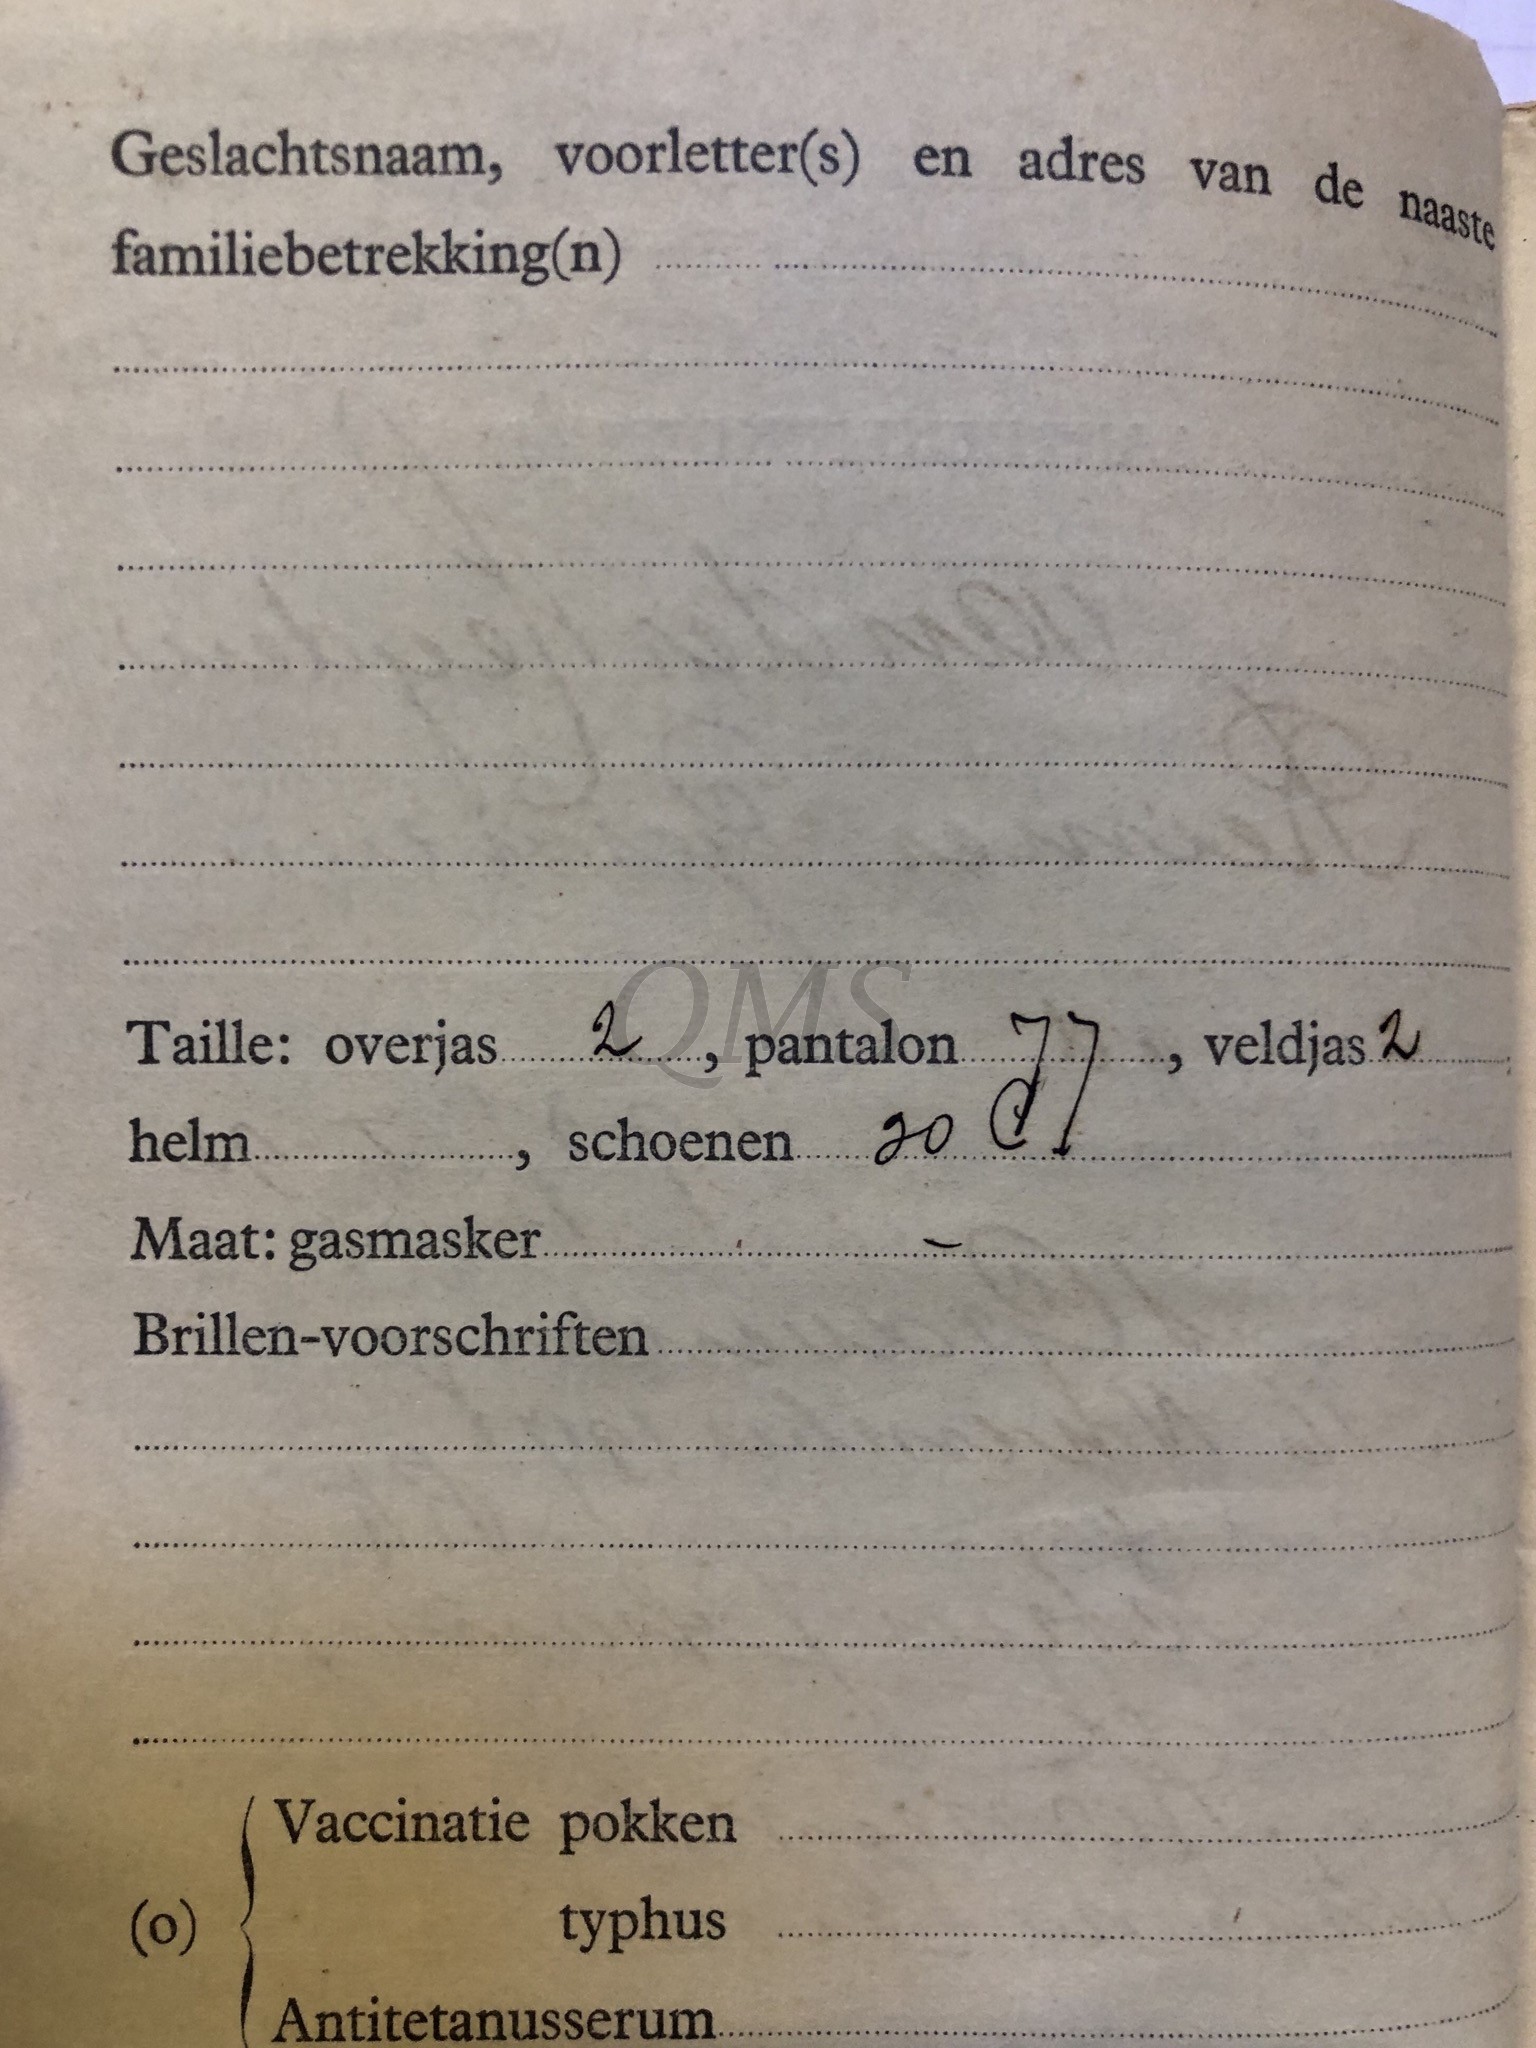 Geslachtsnaam, voorletter(s) en adres van de naaste
familiebetrekking(n)
QMS
Taille: overjas 2, pantalon 77, veldjas 2
helm, schoenen 20
Maat: gasmasker –
Brillen-voorschriften
Vaccinatie pokken
(o) typhus
Antitetanusserum